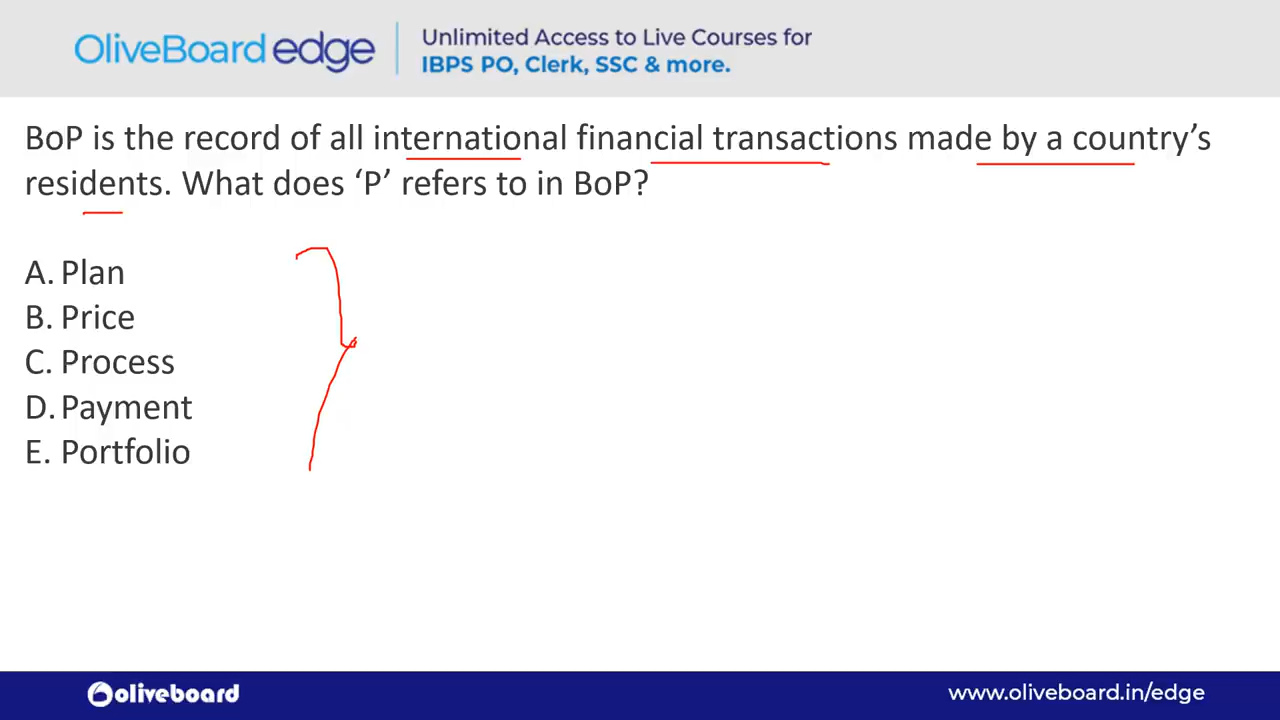 OliveBoard edge
Unlimited Access to Live Courses for
IBPS PO, Clerk, SSC & more.
BoP is the record of all international financial transactions made by a country’s
residents. What does ‘P’ refers to in BoP?
A. Plan
B. Price
C. Process
D. Payment
E. Portfolio
oliveboard
www.oliveboard.in/edge